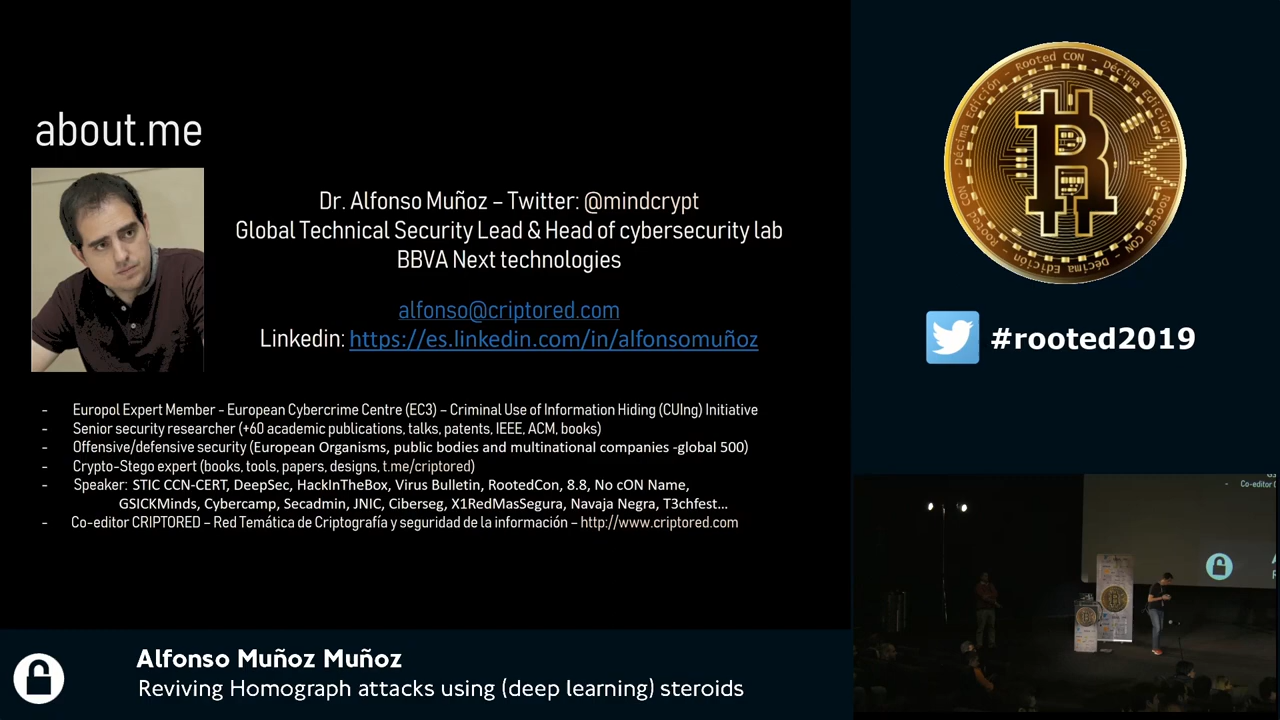 about.me
Dr. Alfonso Muñoz – Twitter: @mindcrypt
Global Technical Security Lead & Head of cybersecurity lab
BBVA Next technologies
alfonso@criptored.com
Linkedin: https://es.linkedin.com/in/alfonsomuñoz
- Europol Expert Member - European Cybercrime Centre (EC3) – Criminal Use of Information Hiding (CUIng) Initiative
- Senior security researcher (+60 academic publications, talks, patents, IEEE, ACM, books)
- Offensive/defensive security (European Organisms, public bodies and multinational companies -global 500)
- Crypto-Stego expert (books, tools, papers, designs, t.me/criptored)
- Speaker: STIC CCN-CERT, DeepSec, HackInTheBox, Virus Bulletin, RootedCon, 8.8, No cON Name,
GSICKMinds, Cybercamp, Secadmin, JNIC, Ciberseg, X1RedMasSegura, Navaja Negra, T3chfest...
- Co-editor CRIPTORED – Red Temática de Criptografía y seguridad de la información – http://www.criptored.com
Rooted CON - Décima Edición - Rooted CON - Décima Edición -
#rooted2019
Alfonso Muñoz Muñoz
Reviving Homograph attacks using (deep learning) steroids